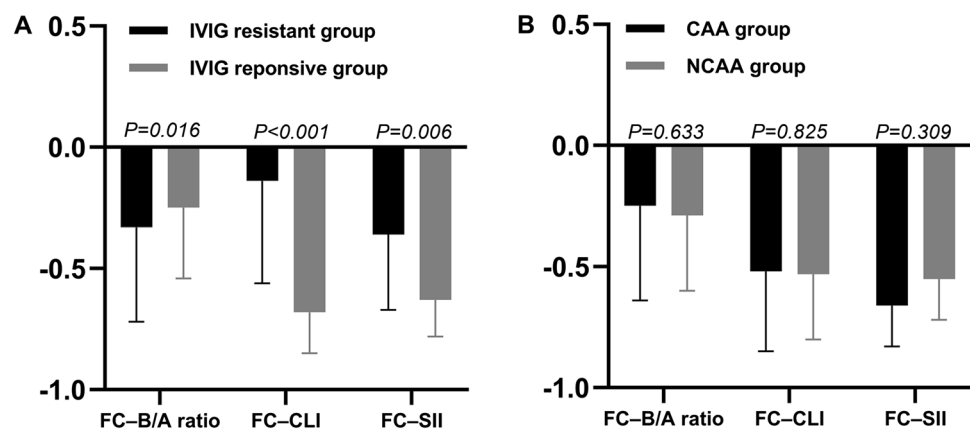 A
0.5
IVIG resistant group
IVIG reponsive group
P=0.016 P<0.001 P=0.006
0.0
-0.5
-1.0
FC–B/A ratio FC–CLI FC–SII
B
0.5
CAA group
NCAA group
P=0.633 P=0.825 P=0.309
0.0
-0.5
-1.0
FC–B/A ratio FC–CLI FC–SII